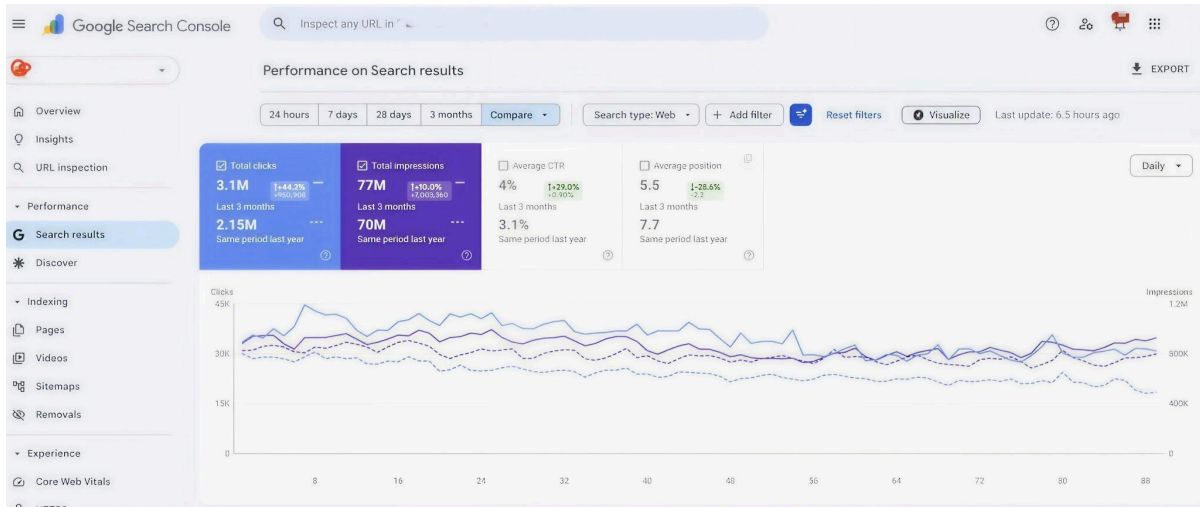 Google Search Console
Inspect any URL in "
Performance on Search results
EXPORT
24 hours
7 days
28 days
3 months
Compare
Search type: Web
+ Add filter
Reset filters
Visualize
Last update: 6.5 hours ago
Overview
Insights
URL inspection
Performance
Search results
Discover
Indexing
Pages
Videos
Sitemaps
Removals
Experience
Core Web Vitals
Total clicks
3.1M
↑+44.2%
+950,908
Last 3 months
2.15M
Same period last year
Total impressions
77M
↑+10.0%
+7,003,360
Last 3 months
70M
Same period last year
Average CTR
4%
↑+29.0%
+0.90%
Last 3 months
3.1%
Same period last year
Average position
5.5
↓-28.6%
-2.2
Last 3 months
7.7
Same period last year
Daily
Clicks
45K
30K
15K
0
Impressions
1.2M
800K
400K
0
8
16
24
32
40
48
56
64
72
80
88